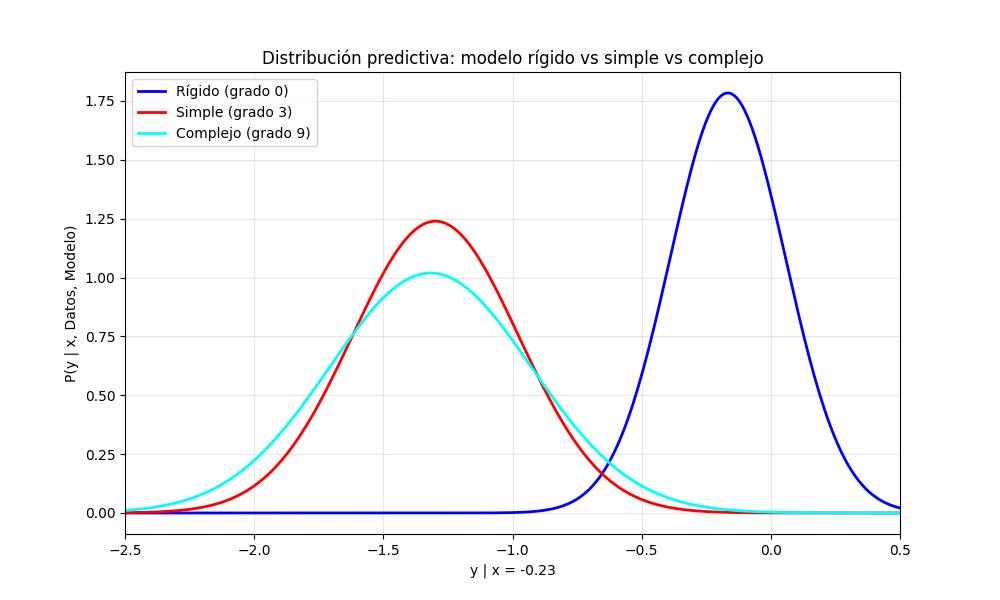 Distribución predictiva: modelo rígido vs simple vs complejo
Rígido (grado 0)
Simple (grado 3)
Complejo (grado 9)
P(y | x, Datos, Modelo)
1.75
1.50
1.25
1.00
0.75
0.50
0.25
0.00
−2.5
−2.0
−1.5
−1.0
−0.5
0.0
0.5
y | x = -0.23